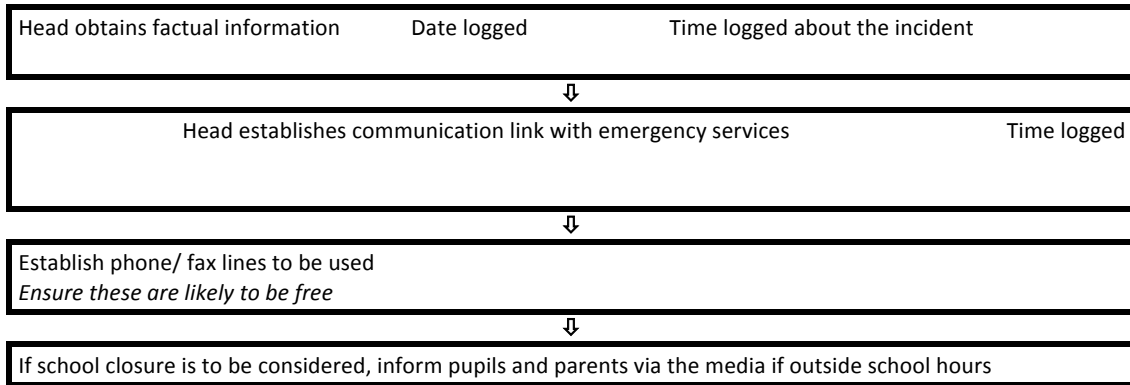 Head obtains factual information Date logged Time logged about the incident
⇩
Head establishes communication link with emergency services Time logged
⇩
Establish phone/ fax lines to be used
Ensure these are likely to be free
⇩
If school closure is to be considered, inform pupils and parents via the media if outside school hours